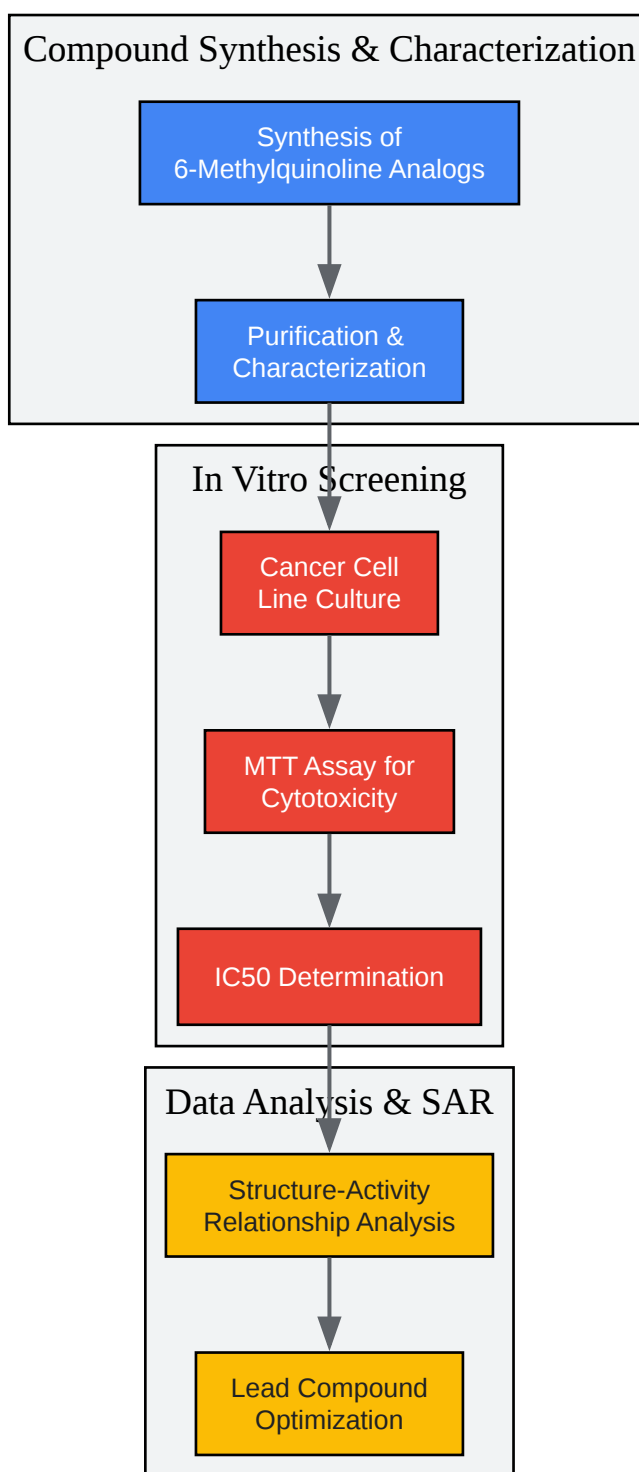 Compound Synthesis & Characterization
Synthesis of
6-Methylquinoline Analogs
Purification &
Characterization
In Vitro Screening
Cancer Cell
Line Culture
MTT Assay for
Cytotoxicity
IC50 Determination
Data Analysis & SAR
Structure-Activity
Relationship Analysis
Lead Compound
Optimization